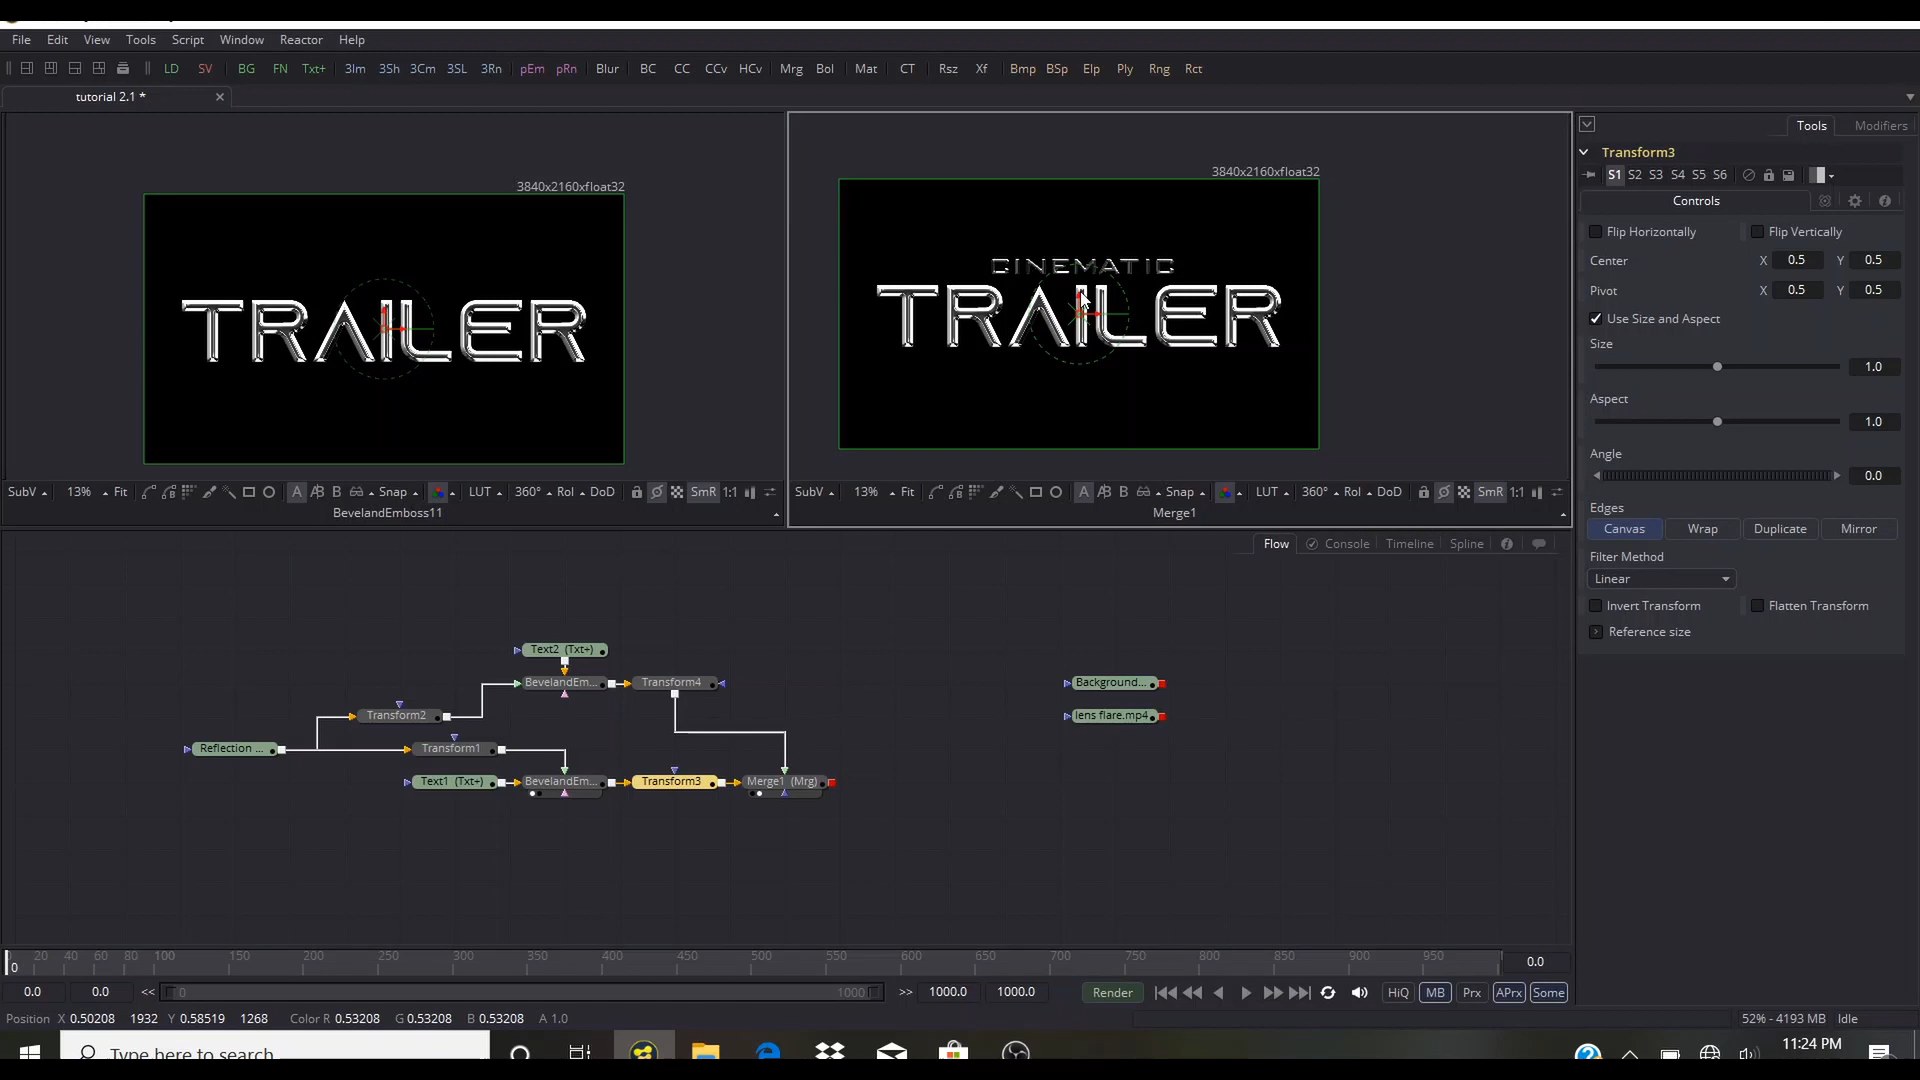 File Edit View Tools Script Window Reactor Help
LD SV BG FN Txt+ 3Im 3Sh 3Cm 3SL 3Rn pEm pRn Blur BC CC CCv HCv Mrg Bol Mat CT Rsz Xf Bmp BSp Elp Ply Rng Rct
tutorial 2.1 *
Tools Modifiers
Transform3
S1 S2 S3 S4 S5 S6
Controls
Flip Horizontally Flip Vertically
Center X 0.5 Y 0.5
Pivot X 0.5 Y 0.5
Use Size and Aspect
Size
1.0
Aspect
1.0
Angle
0.0
Edges
Canvas Wrap Duplicate Mirror
Filter Method
Linear
Invert Transform Flatten Transform
Reference size
3840x2160xfloat32
TRAILER
3840x2160xfloat32
CINEMATIC
TRAILER
SubV 13% Fit A B Snap LUT 360° RoI DoD SmR 1:1
BevelandEmboss11
SubV 13% Fit A B Snap LUT 360° RoI DoD SmR 1:1
Merge1
Flow Console Timeline Spline
Text2 (Txt+)
BevelandEm... Transform4
Transform2
Reflection ... Transform1
Text1 (Txt+) BevelandEm... Transform3 Merge1 (Mrg)
Background...
lens flare.mp4
0 20 40 60 80 100 150 200 250 300 350 400 450 500 550 600 650 700 750 800 850 900 950 0.0
0.0 0.0 << 0 1000 >> 1000.0 1000.0 Render HiQ MB Prx APrx Some
Position X 0.50208 1932 Y 0.58519 1268 Color R 0.53208 G 0.53208 B 0.53208 A 1.0 52% - 4193 MB Idle
Type here to search
11:24 PM